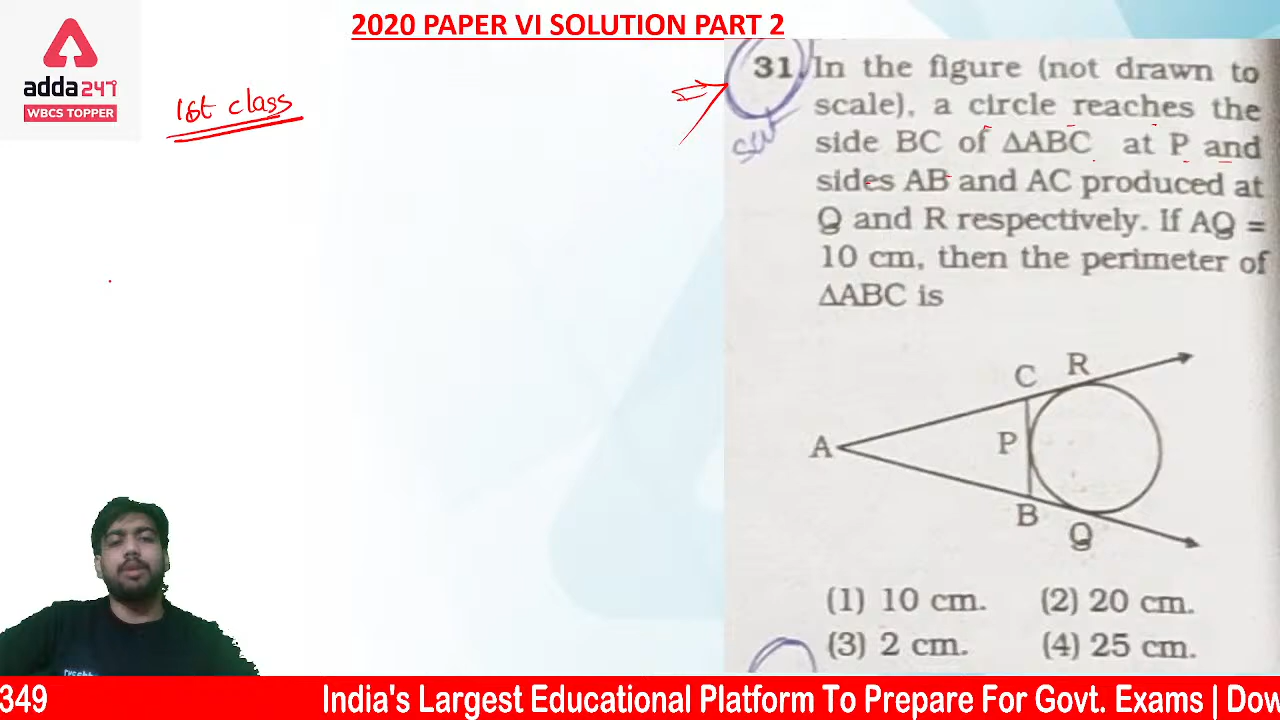 2020 PAPER VI SOLUTION PART 2
adda247
WBCS TOPPER
1st class
31. In the figure (not drawn to
scale), a circle reaches the
side BC of ΔABC at P and
sides AB and AC produced at
Q and R respectively. If AQ =
10 cm, then the perimeter of
ΔABC is
C R
A
P
B
Q
(1) 10 cm. (2) 20 cm.
(3) 2 cm. (4) 25 cm.
349
India's Largest Educational Platform To Prepare For Govt. Exams | Dow